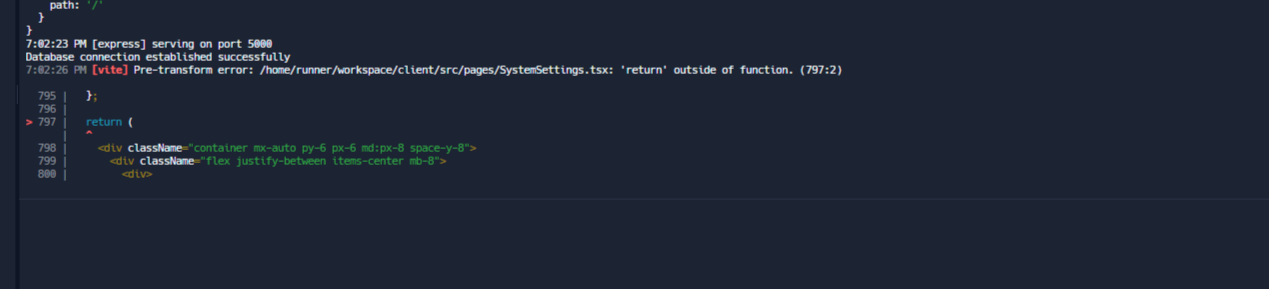 path: '/'
}
}
7:02:23 PM [express] serving on port 5000
Database connection established successfully
7:02:26 PM [vite] Pre-transform error: /home/runner/workspace/client/src/pages/SystemSettings.tsx: 'return' outside of function. (797:2)
795 | };
796 |
> 797 | return (
| ^
798 | <div className="container mx-auto py-6 px-6 md:px-8 space-y-8">
799 | <div className="flex justify-between items-center mb-8">
800 | <div>